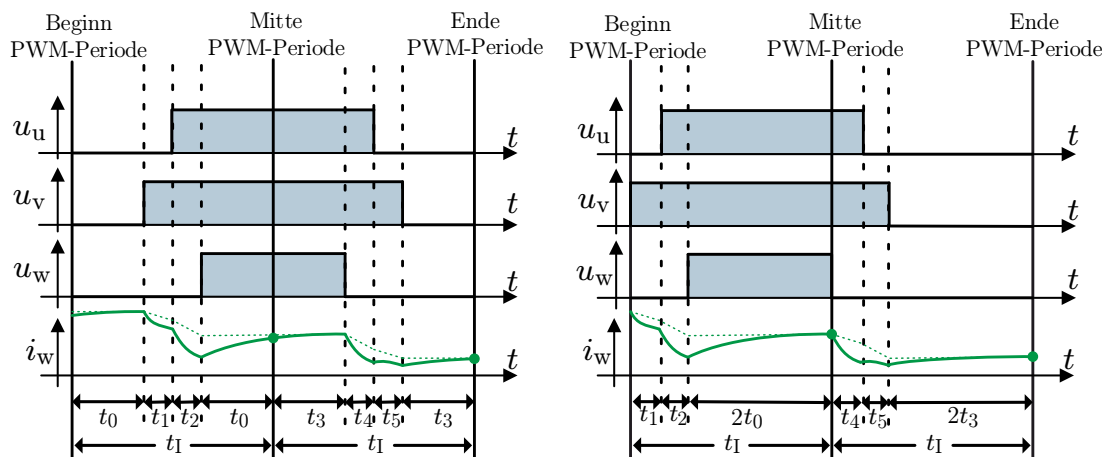 Beginn
PWM-Periode
Mitte
PWM-Periode
Ende
PWM-Periode
u_u
t
u_v
t
u_w
t
i_w
t
t_0
t_1
t_2
t_0
t_3
t_4
t_5
t_3
t_I
t_I
Beginn
PWM-Periode
Mitte
PWM-Periode
Ende
PWM-Periode
u_u
t
u_v
t
u_w
t
i_w
t
t_1
t_2
2t_0
t_4
t_5
2t_3
t_I
t_I